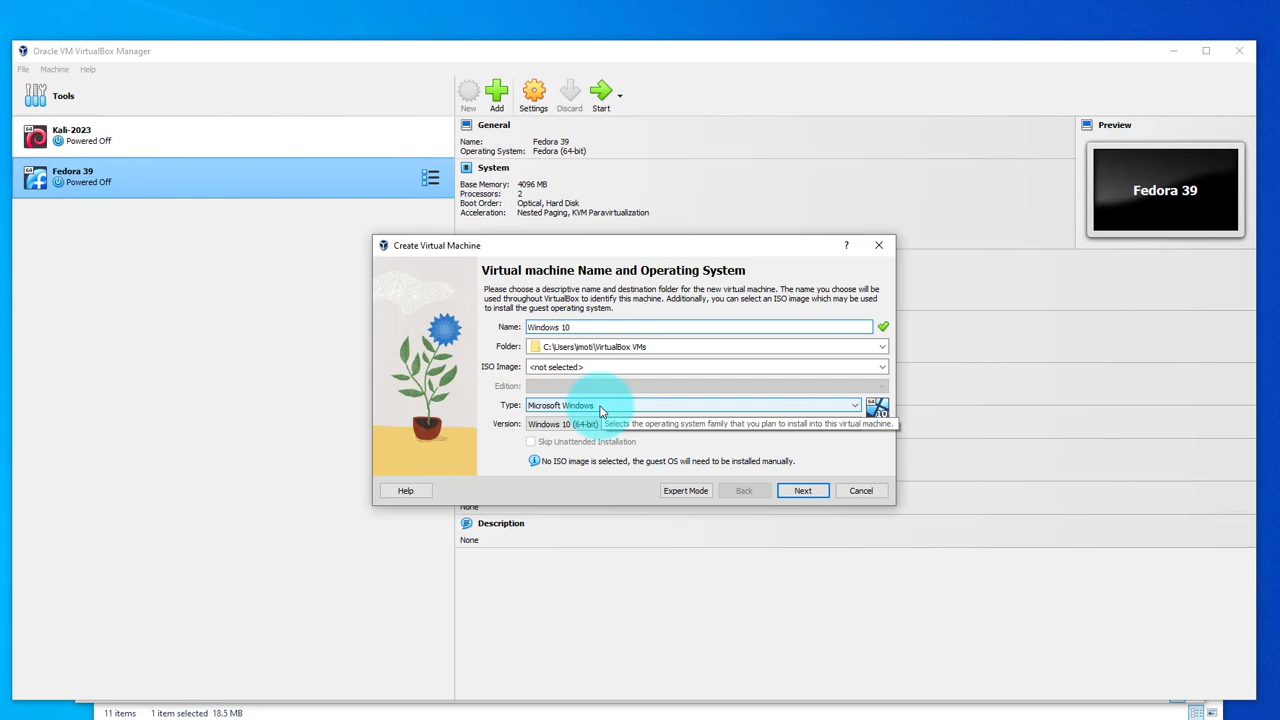 Oracle VM VirtualBox Manager
File Machine Help
Tools
New Add Settings Discard Start
Kali-2023
Powered Off
Fedora 39
Powered Off
General
Name: Fedora 39
Operating System: Fedora (64-bit)
System
Base Memory: 4096 MB
Processors: 2
Boot Order: Optical, Hard Disk
Acceleration: Nested Paging, KVM Paravirtualization
Preview
Fedora 39
Create Virtual Machine
?
Virtual machine Name and Operating System
Please choose a descriptive name and destination folder for the new virtual machine. The name you choose will be
used throughout VirtualBox to identify this machine. Additionally, you can select an ISO image which may be used
to install the guest operating system.
Name: Windows 10
Folder: C:\Users\jmoti\VirtualBox VMs
ISO Image: <not selected>
Edition:
Type: Microsoft Windows
64
10
Version: Windows 10 (64-bit)
Selects the operating system family that you plan to install into this virtual machine.
Skip Unattended Installation
No ISO image is selected, the guest OS will need to be installed manually.
Help Expert Mode Back Next Cancel
None
Description
None
11 items 1 item selected 18.5 MB